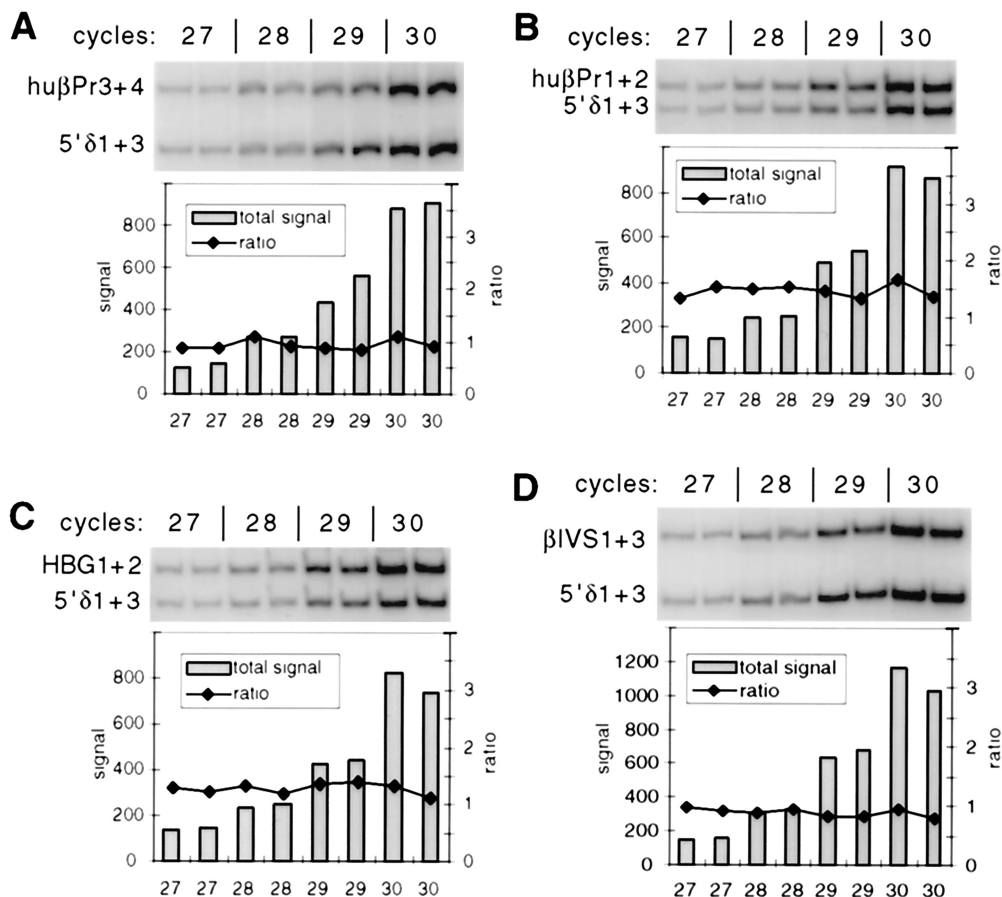 A
cycles: 27 | 28 | 29 | 30
huβPr3+4
5'δ1+3
total signal
ratio
signal
ratio
800
600
400
200
0
3
2
1
0
27 27 28 28 29 29 30 30
B
cycles: 27 | 28 | 29 | 30
huβPr1+2
5'δ1+3
total signal
ratio
signal
ratio
800
600
400
200
0
3
2
1
0
27 27 28 28 29 29 30 30
C
cycles: 27 | 28 | 29 | 30
HBG1+2
5'δ1+3
total signal
ratio
signal
ratio
800
600
400
200
0
3
2
1
0
27 27 28 28 29 29 30 30
D
cycles: 27 | 28 | 29 | 30
βIVS1+3
5'δ1+3
total signal
ratio
signal
ratio
1200
1000
800
600
400
200
0
3
2
1
0
27 27 28 28 29 29 30 30